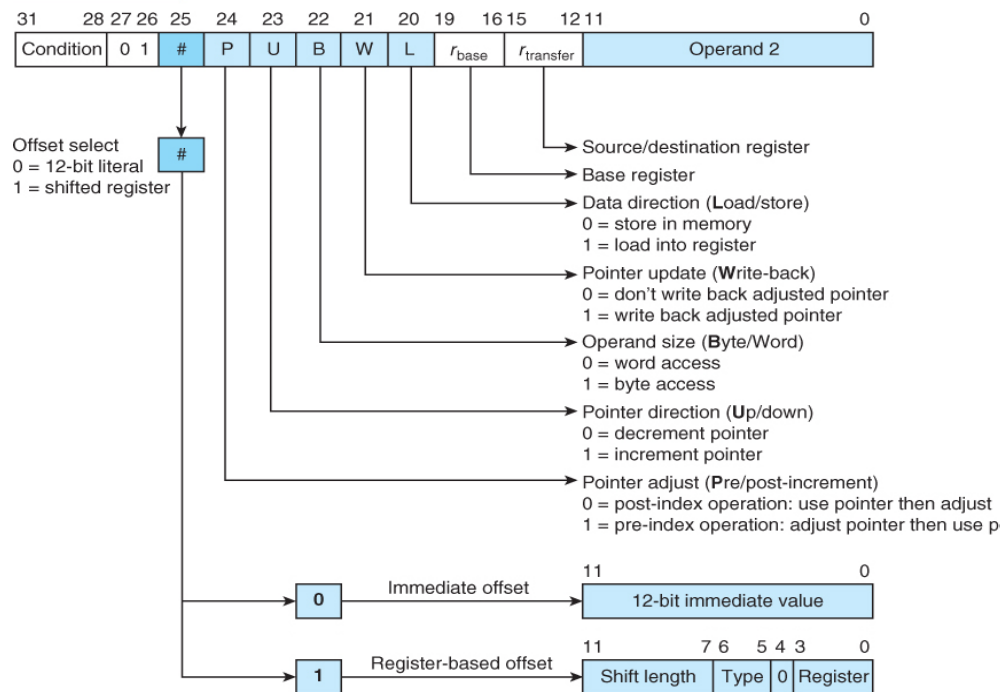 31 28 27 26 25 24 23 22 21 20 19 16 15 12 11 0
Condition 0 1 # P U B W L r_base r_transfer Operand 2
Offset select
0 = 12-bit literal
1 = shifted register
#
Source/destination register
Base register
Data direction (Load/store)
0 = store in memory
1 = load into register
Pointer update (Write-back)
0 = don't write back adjusted pointer
1 = write back adjusted pointer
Operand size (Byte/Word)
0 = word access
1 = byte access
Pointer direction (Up/down)
0 = decrement pointer
1 = increment pointer
Pointer adjust (Pre/post-increment)
0 = post-index operation: use pointer then adjust
1 = pre-index operation: adjust pointer then use p
11 0
0 Immediate offset 12-bit immediate value
11 7 6 5 4 3 0
1 Register-based offset Shift length Type 0 Register